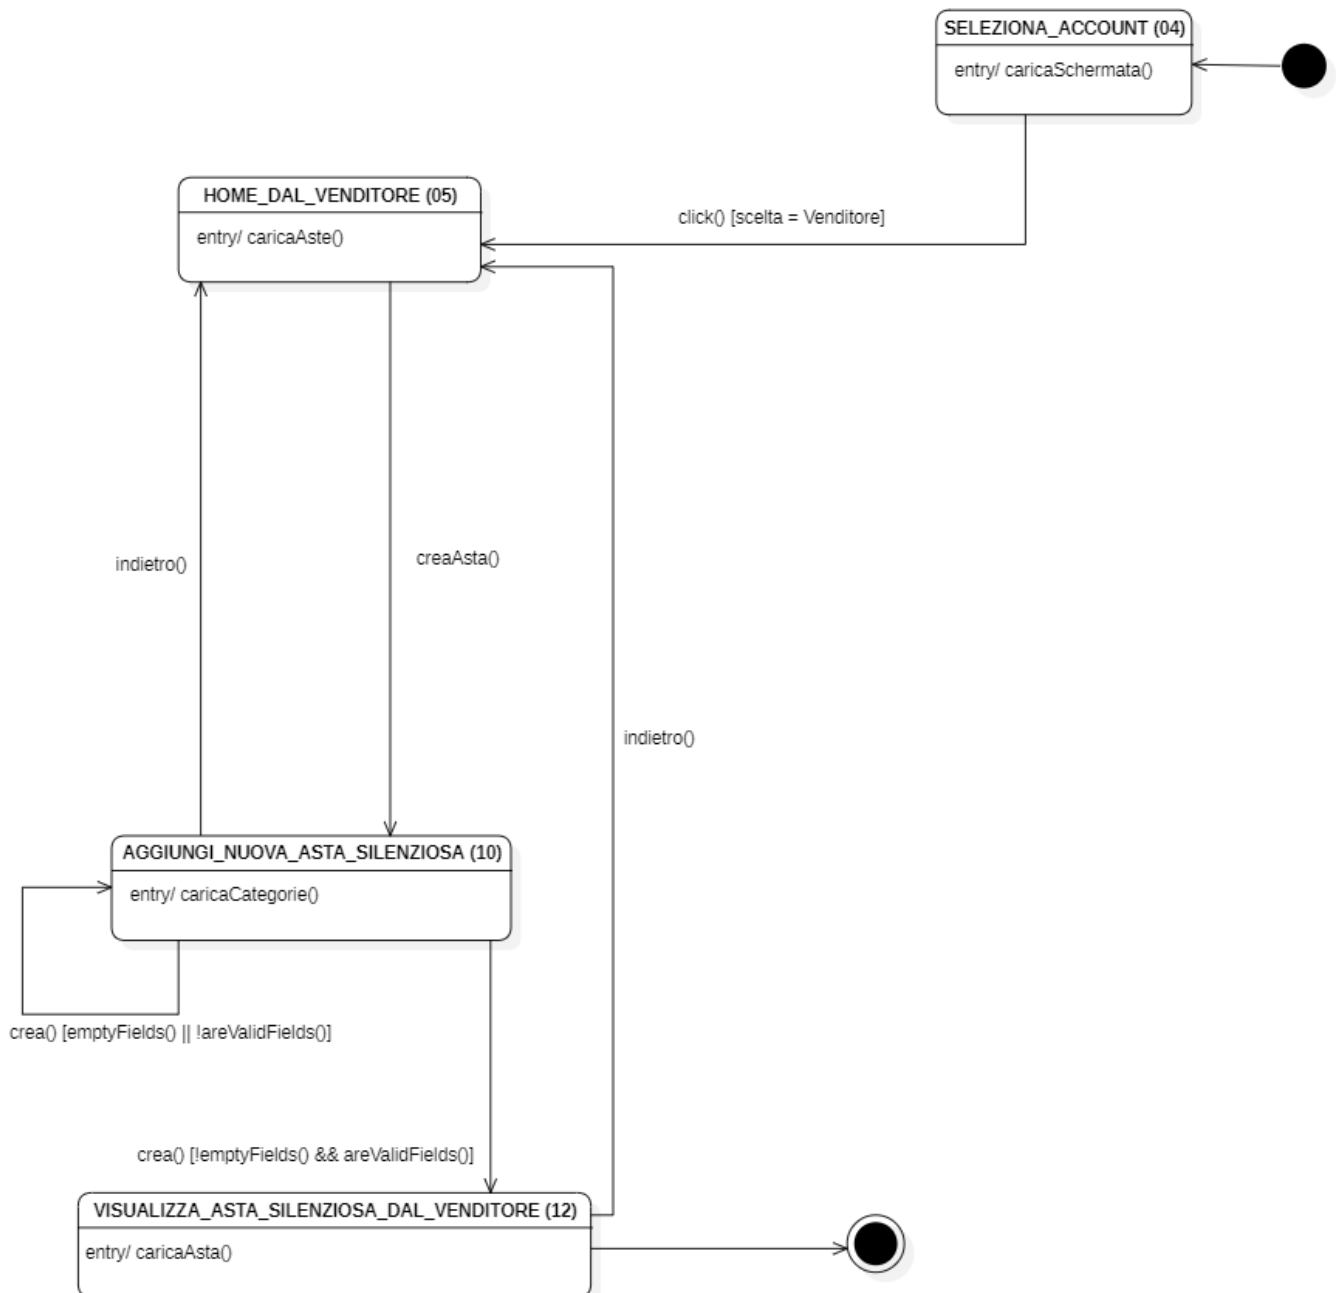 SELEZIONA_ACCOUNT (04)
entry/ caricaSchermata()
HOME_DAL_VENDITORE (05)
entry/ caricaAste()
click() [scelta = Venditore]
indietro()
creaAsta()
indietro()
AGGIUNGI_NUOVA_ASTA_SILENZIOSA (10)
entry/ caricaCategorie()
crea() [emptyFields() || !areValidFields()]
crea() [!emptyFields() && areValidFields()]
VISUALIZZA_ASTA_SILENZIOSA_DAL_VENDITORE (12)
entry/ caricaAsta()